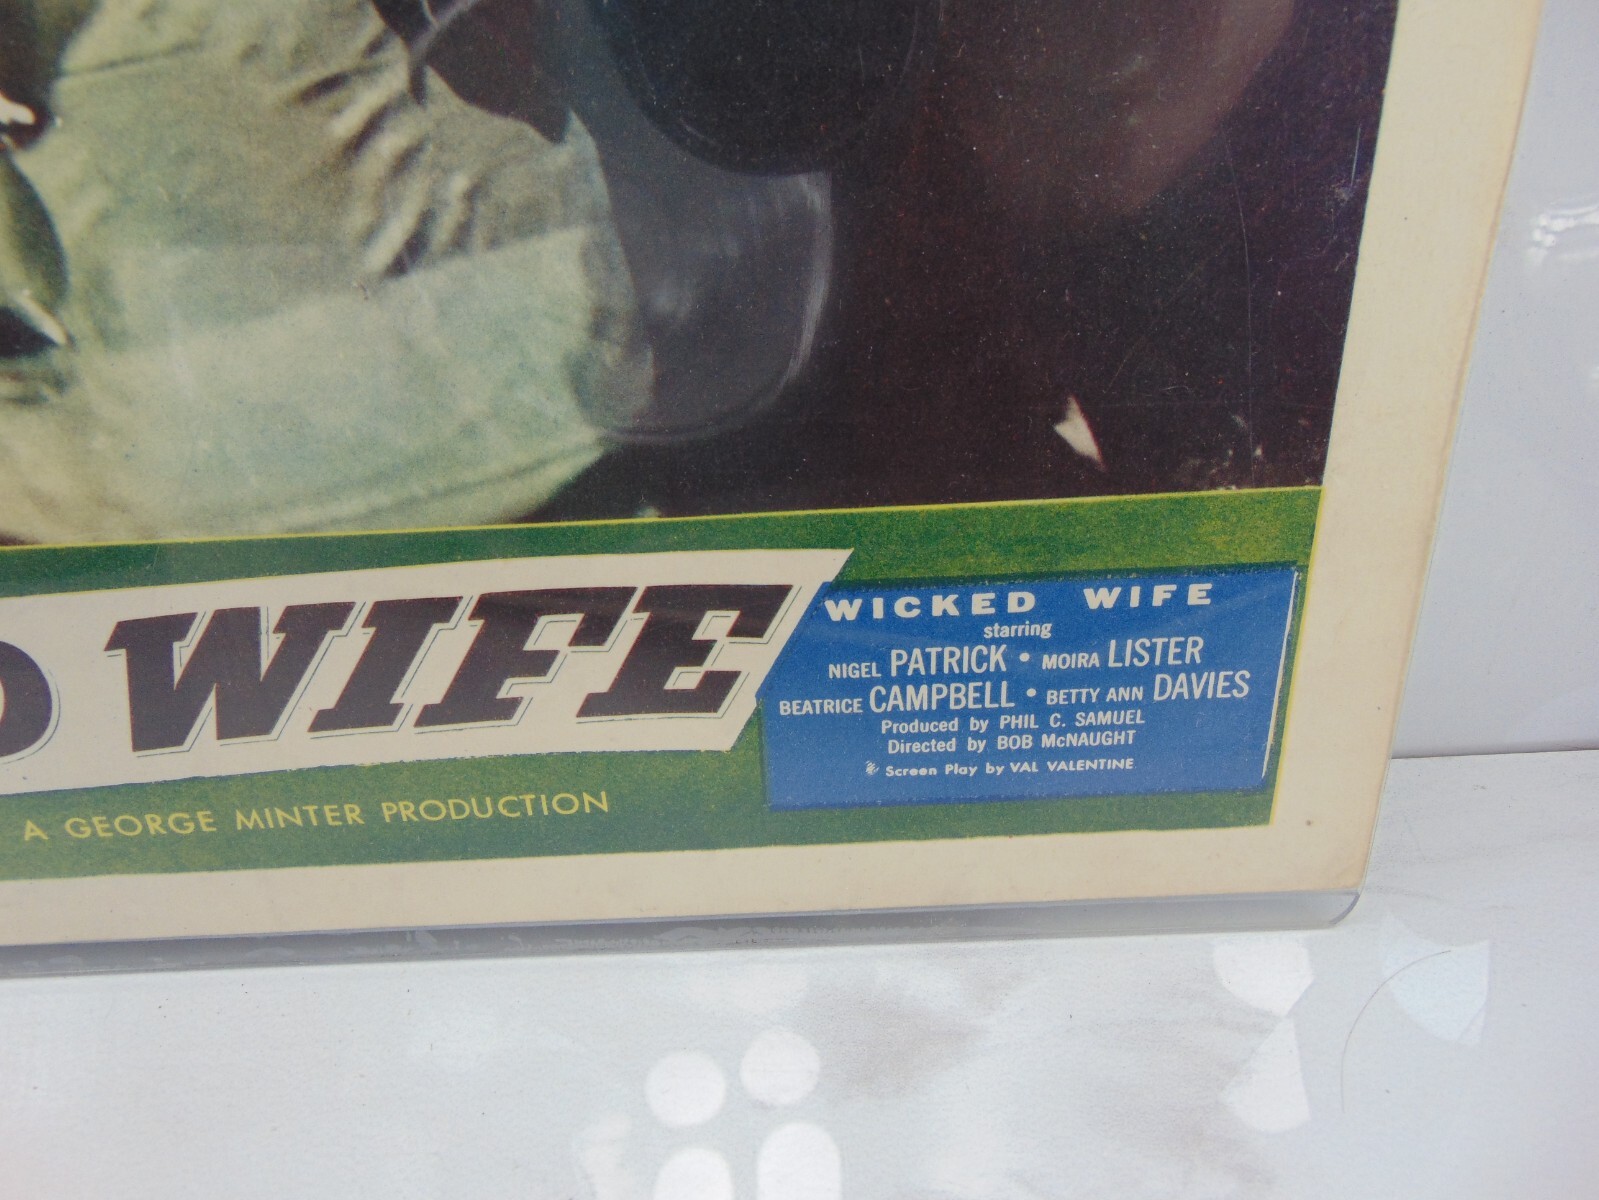 D WIFE
WICKED WIFE
starring
NIGEL PATRICK • MOIRA LISTER
BEATRICE CAMPBELL • BETTY ANN DAVIES
Produced by PHIL C. SAMUEL
Directed by BOB McNAUGHT
Screen Play by VAL VALENTINE
A GEORGE MINTER PRODUCTION